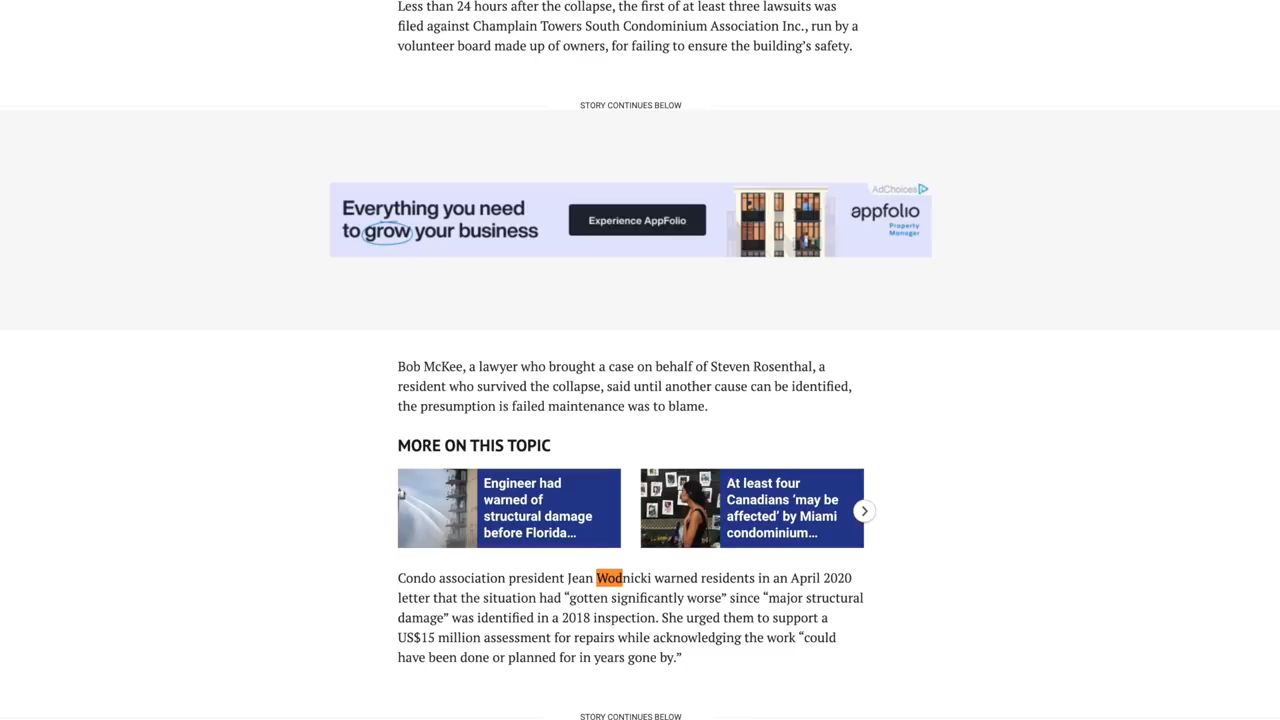 Less than 24 hours after the collapse, the first of at least three lawsuits was
filed against Champlain Towers South Condominium Association Inc., run by a
volunteer board made up of owners, for failing to ensure the building’s safety.
STORY CONTINUES BELOW
AdChoices
Everything you need
to grow your business
Experience AppFolio
appfolio
Property
Manager
Bob McKee, a lawyer who brought a case on behalf of Steven Rosenthal, a
resident who survived the collapse, said until another cause can be identified,
the presumption is failed maintenance was to blame.
MORE ON THIS TOPIC
Engineer had
warned of
structural damage
before Florida...
At least four
Canadians ‘may be
affected’ by Miami
condominium...
Condo association president Jean Wodnicki warned residents in an April 2020
letter that the situation had “gotten significantly worse” since “major structural
damage” was identified in a 2018 inspection. She urged them to support a
US$15 million assessment for repairs while acknowledging the work “could
have been done or planned for in years gone by.”
STORY CONTINUES BELOW